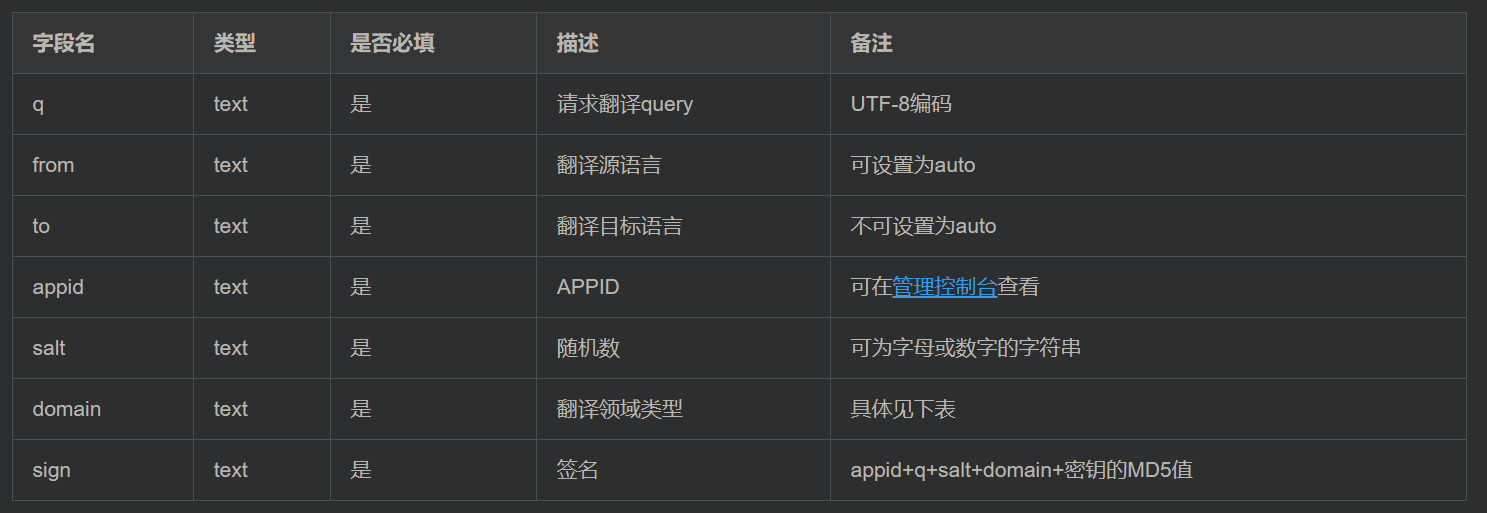 字段名 类型 是否必填 描述 备注
q text 是 请求翻译query UTF-8编码
from text 是 翻译源语言 可设置为auto
to text 是 翻译目标语言 不可设置为auto
appid text 是 APPID 可在管理控制台查看
salt text 是 随机数 可为字母或数字的字符串
domain text 是 翻译领域类型 具体见下表
sign text 是 签名 appid+q+salt+domain+密钥的MD5值